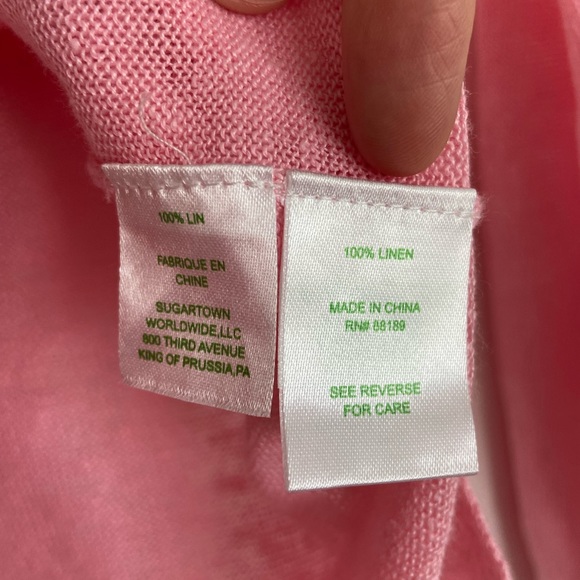 100% LIN
FABRIQUE EN
CHINE
SUGARTOWN
WORLDWIDE,LLC
800 THIRD AVENUE
KING OF PRUSSIA,PA
100% LINEN
MADE IN CHINA
RN# 88189
SEE REVERSE
FOR CARE